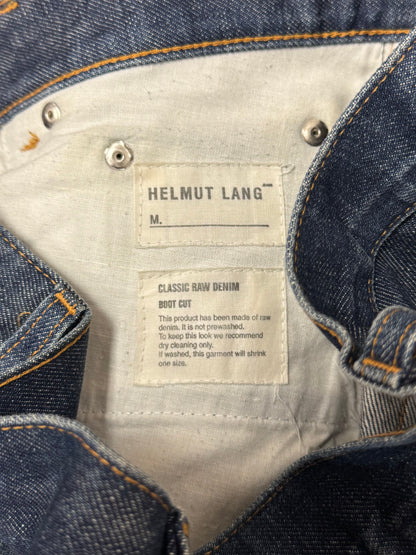 HELMUT LANG
M.
CLASSIC RAW DENIM
BOOT CUT
This product has been made of raw
denim. It is not prewashed.
To keep this look we recommend
dry cleaning only.
If washed, this garment will shrink
one size.